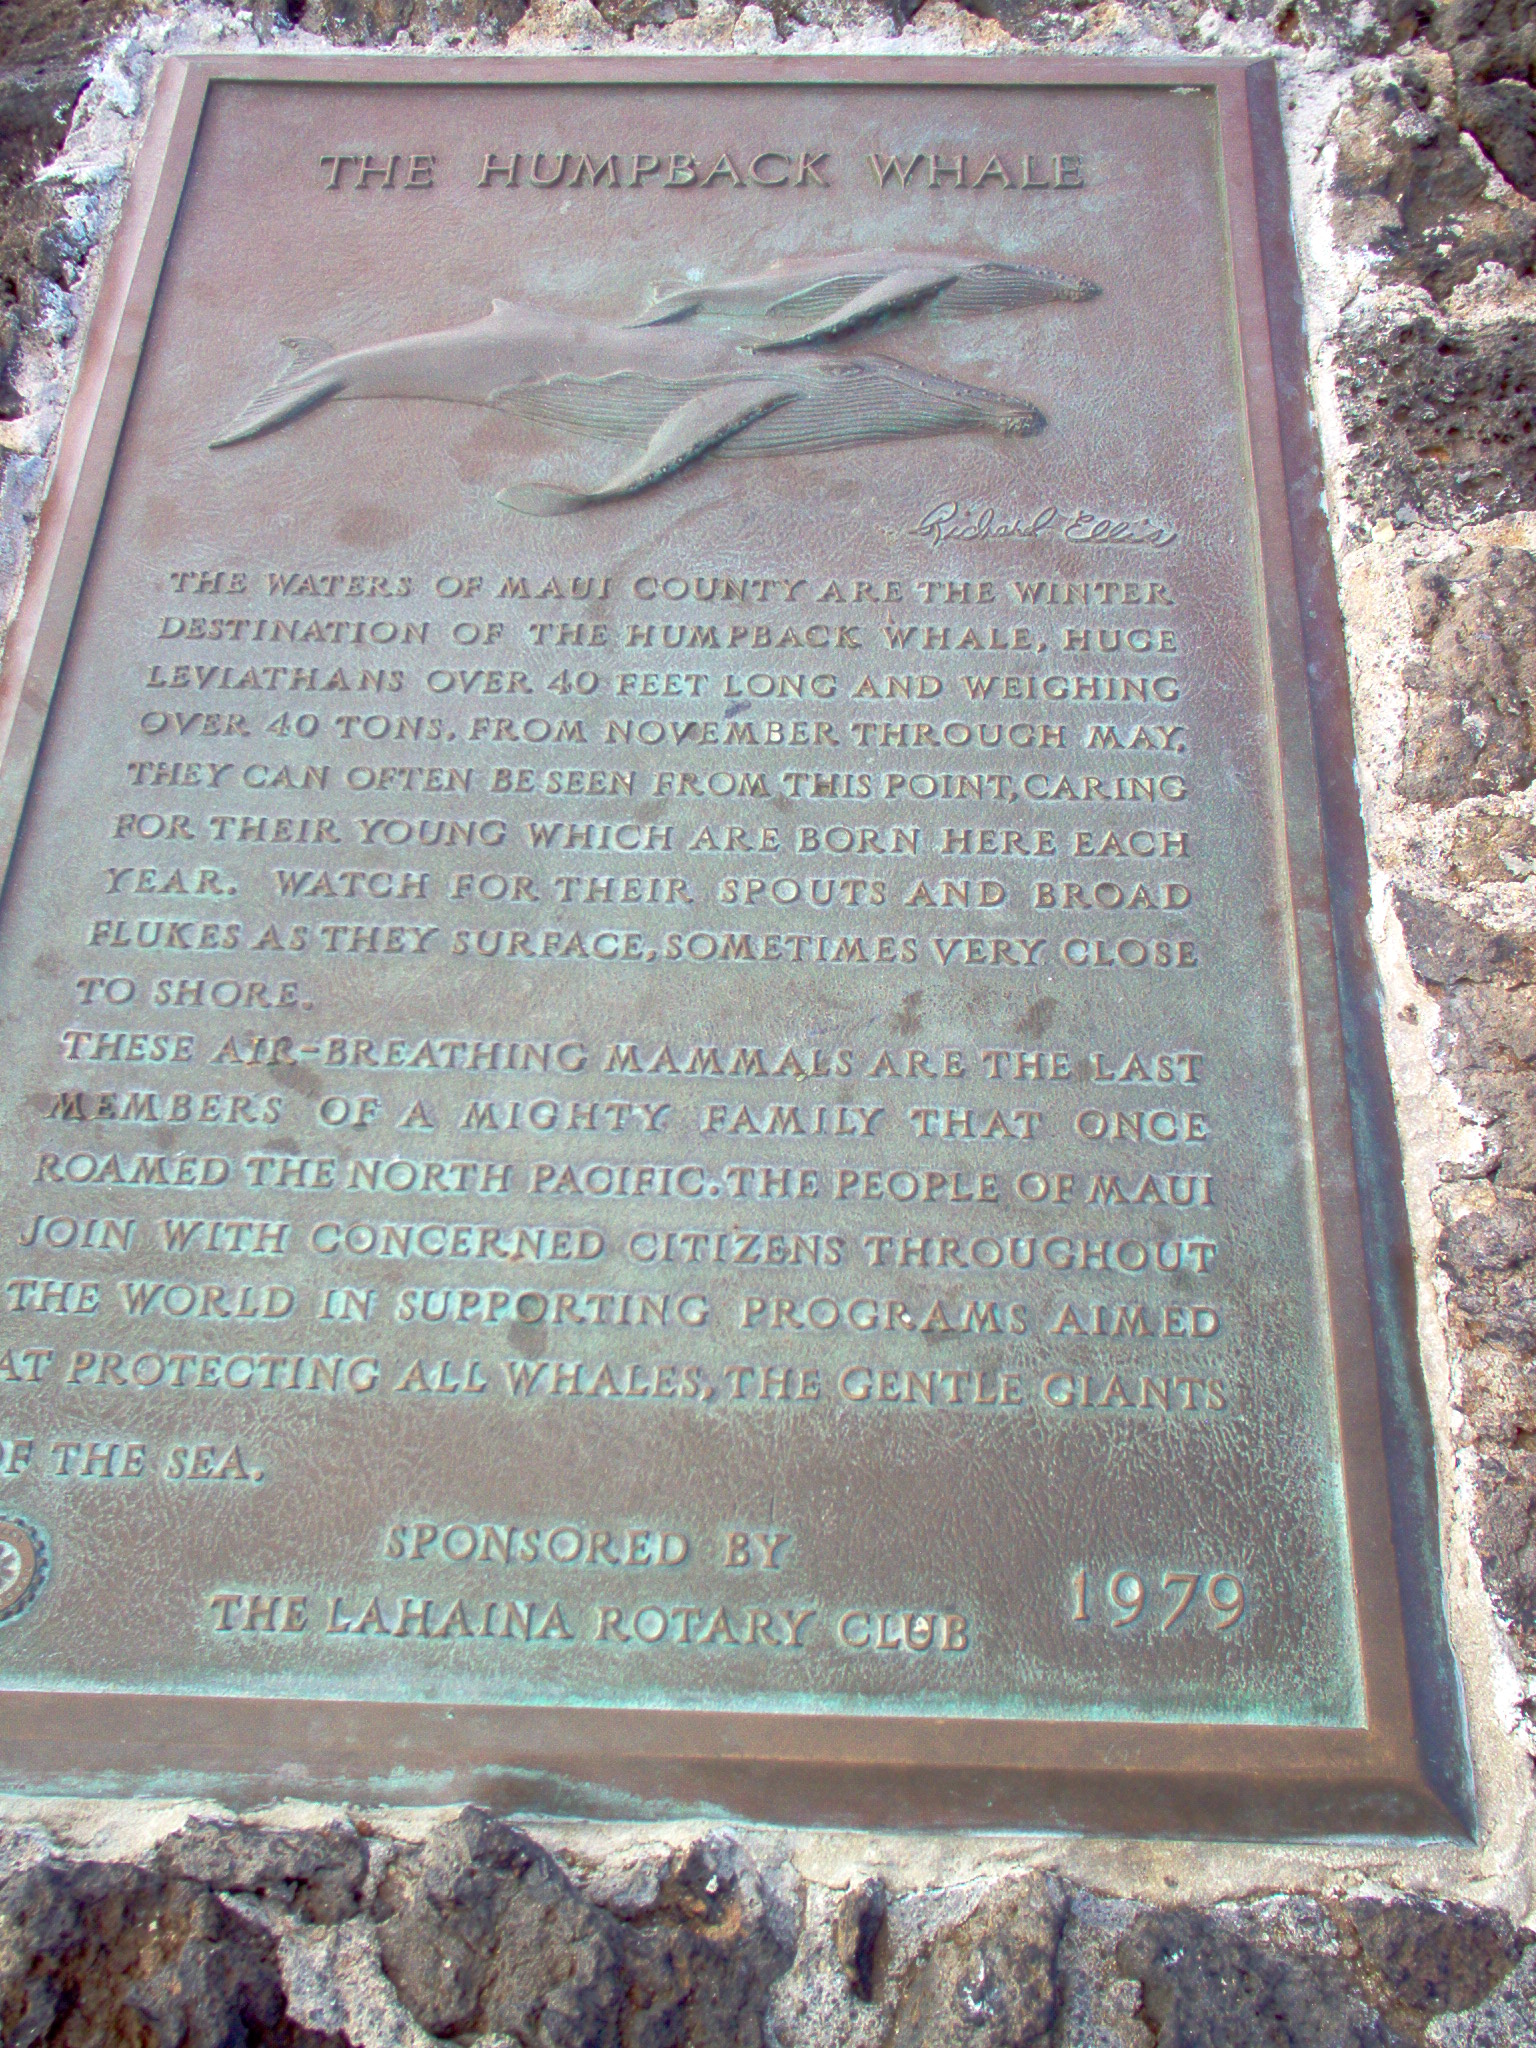 THE HUMPBACK WHALE
Richard Ellis
THE WATERS OF MAUI COUNTY ARE THE WINTER
DESTINATION OF THE HUMPBACK WHALE, HUGE
LEVIATHANS OVER 40 FEET LONG AND WEIGHING
OVER 40 TONS. FROM NOVEMBER THROUGH MAY,
THEY CAN OFTEN BE SEEN FROM THIS POINT, CARING
FOR THEIR YOUNG WHICH ARE BORN HERE EACH
YEAR. WATCH FOR THEIR SPOUTS AND BROAD
FLUKES AS THEY SURFACE, SOMETIMES VERY CLOSE
TO SHORE.
THESE AIR-BREATHING MAMMALS ARE THE LAST
MEMBERS OF A MIGHTY FAMILY THAT ONCE
ROAMED THE NORTH PACIFIC. THE PEOPLE OF MAUI
JOIN WITH CONCERNED CITIZENS THROUGHOUT
THE WORLD IN SUPPORTING PROGRAMS AIMED
AT PROTECTING ALL WHALES, THE GENTLE GIANTS
OF THE SEA.
SPONSORED BY
THE LAHAINA ROTARY CLUB
1979